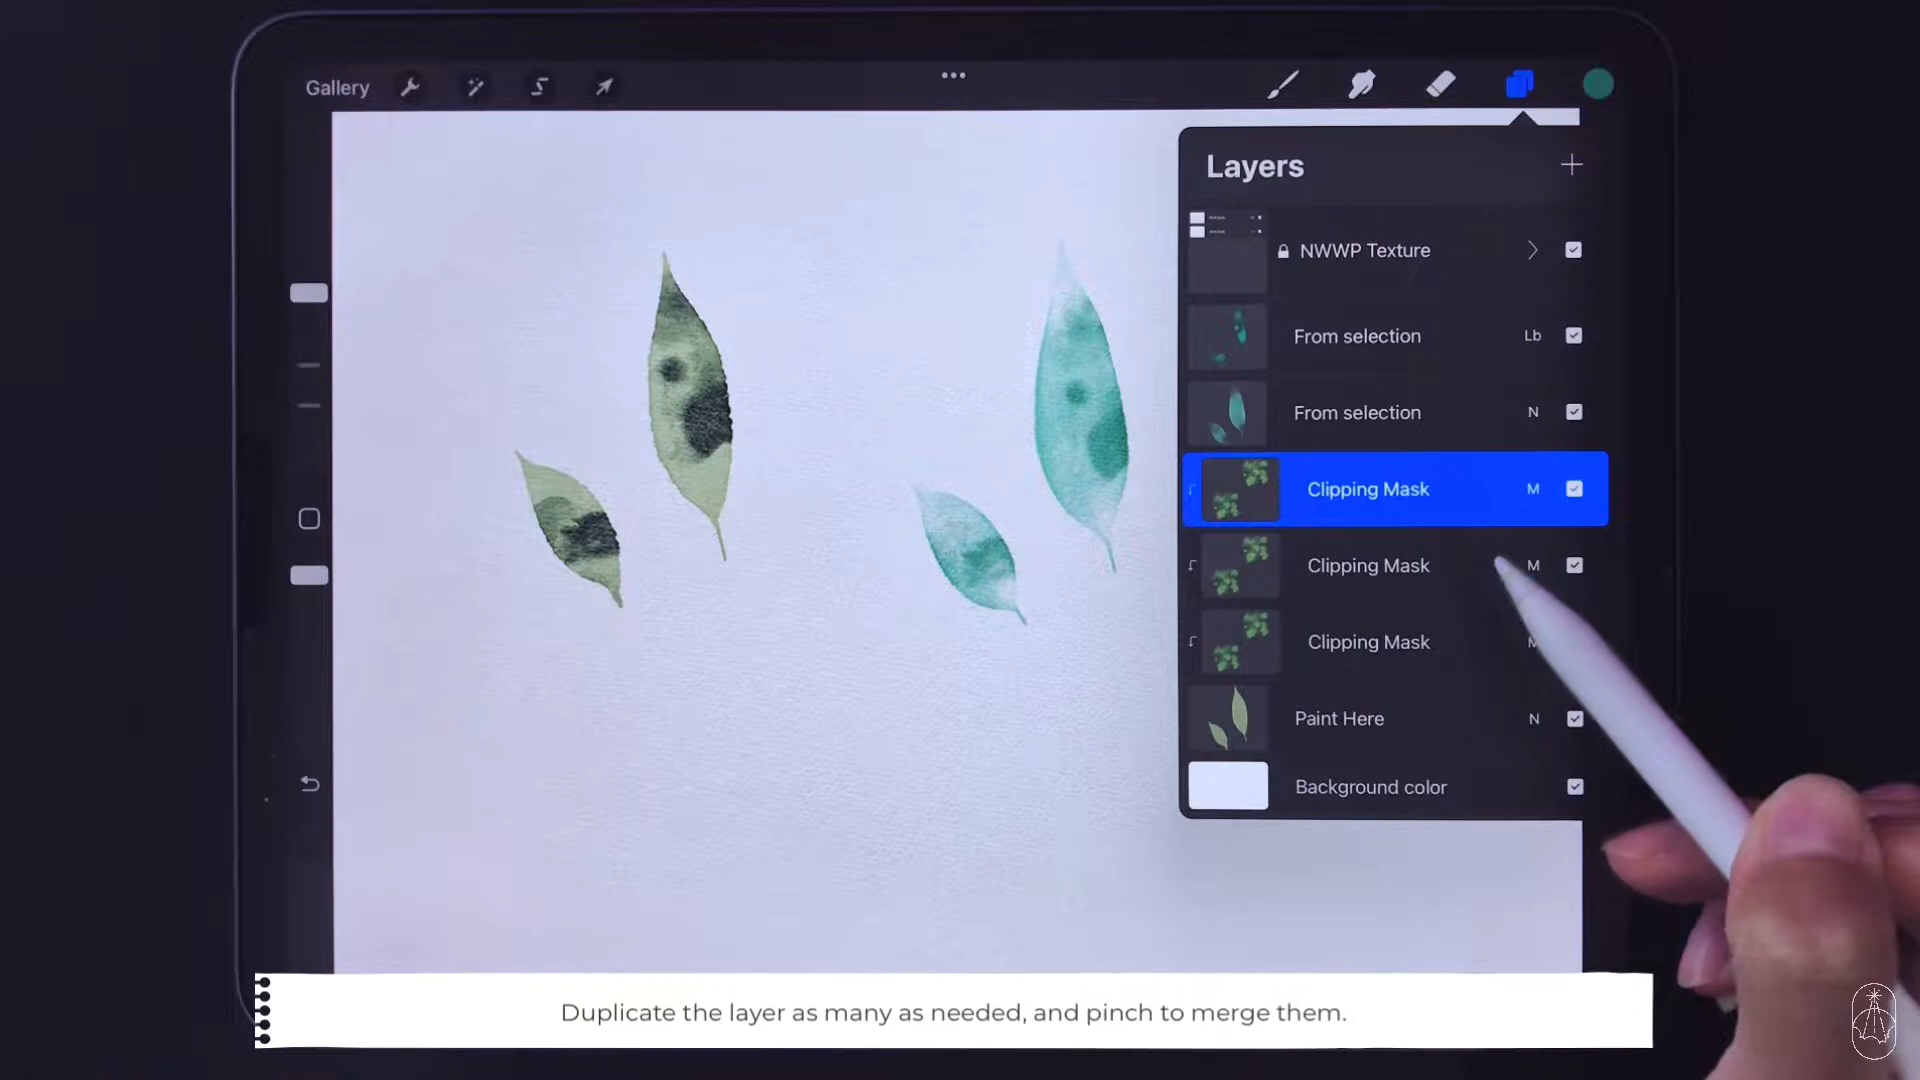 Gallery
Layers
NWWP Texture
From selection Lb
From selection N
Clipping Mask M
Clipping Mask M
Clipping Mask M
Paint Here N
Background color
Duplicate the layer as many as needed, and pinch to merge them.